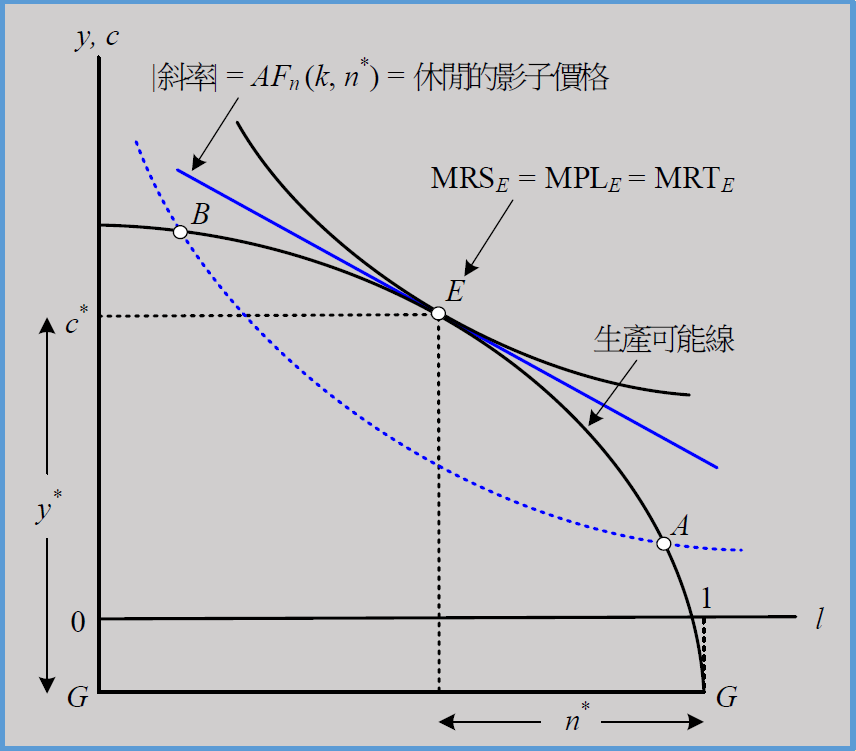 y, c
|斜率| = AFn (k, n*) = 休閒的影子價格
MRSE = MPLE = MRTE
B
E
c*
生產可能線
y*
A
0
1
l
G
G
n*